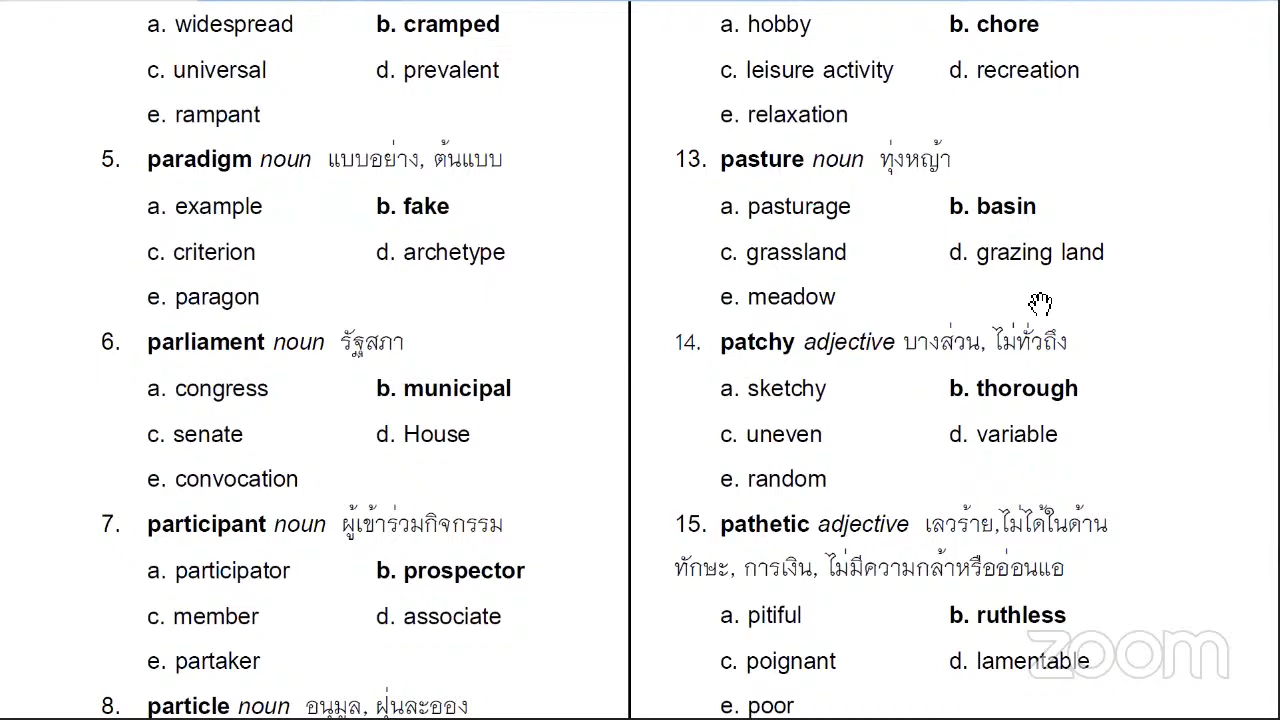 a. widespread b. cramped
c. universal d. prevalent
e. rampant
5. paradigm noun แบบอย่าง, ต้นแบบ
a. example b. fake
c. criterion d. archetype
e. paragon
6. parliament noun รัฐสภา
a. congress b. municipal
c. senate d. House
e. convocation
7. participant noun ผู้เข้าร่วมกิจกรรม
a. participator b. prospector
c. member d. associate
e. partaker
8. particle noun อนุมูล, ฝุ่นละออง
a. hobby b. chore
c. leisure activity d. recreation
e. relaxation
13. pasture noun ทุ่งหญ้า
a. pasturage b. basin
c. grassland d. grazing land
e. meadow
14. patchy adjective บางส่วน, ไม่ทั่วถึง
a. sketchy b. thorough
c. uneven d. variable
e. random
15. pathetic adjective เลวร้าย,ไม่ได้ในด้าน
ทักษะ, การเงิน, ไม่มีความกล้าหรืออ่อนแอ
a. pitiful b. ruthless
c. poignant d. lamentable
e. poor
zoom